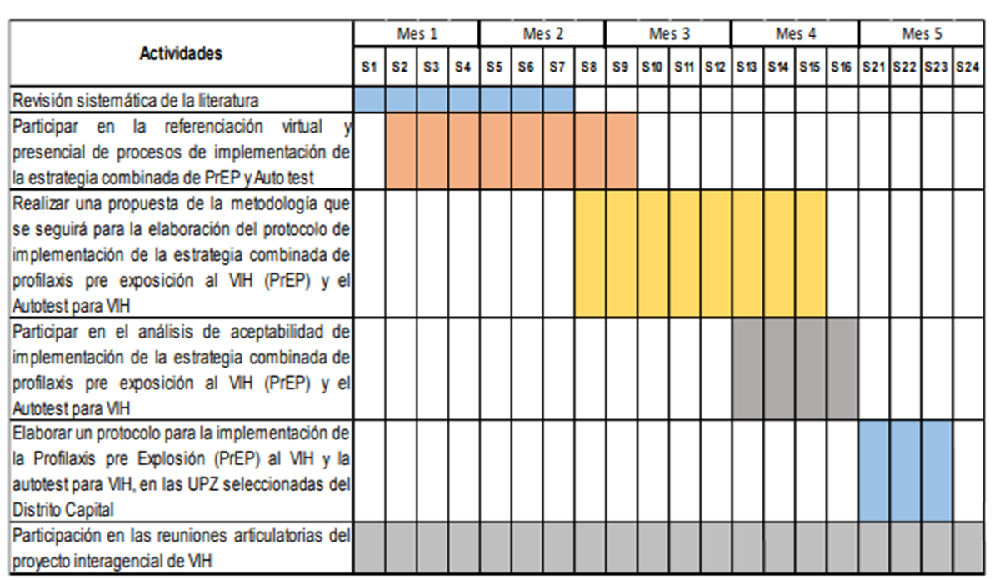 Actividades
Mes 1 Mes 2 Mes 3 Mes 4 Mes 5
S1 S2 S3 S4 S5 S6 S7 S8 S9 S10 S11 S12 S13 S14 S15 S16 S21 S22 S23 S24
Revisión sistemática de la literatura
Participar en la referenciación virtual y
presencial de procesos de implementación de
la estrategia combinada de PrEP y Auto test
Realizar una propuesta de la metodología que
se seguirá para la elaboración del protocolo de
implementación de la estrategia combinada de
profilaxis pre exposición al VIH (PrEP) y el
Autotest para VIH
Participar en el análisis de aceptabilidad de
implementación de la estrategia combinada de
profilaxis pre exposición al VIH (PrEP) y el
Autotest para VIH
Elaborar un protocolo para la implementación de
la Profilaxis pre Explosión (PrEP) al VIH y la
autotest para VIH, en las UPZ seleccionadas del
Distrito Capital
Participación en las reuniones articulatorias del
proyecto interagencial de VIH